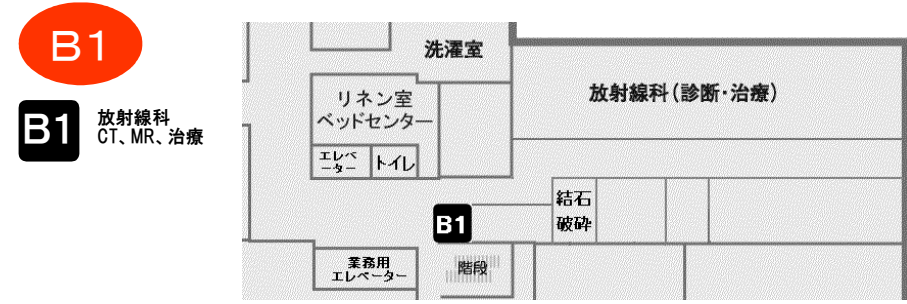 B1
B1
放射線科
CT、MR、治療
洗濯室
放射線科(診断・治療)
リネン室
ベッドセンター
エレベ
ーター
トイレ
結石
破砕
B1
業務用
エレベーター
階段